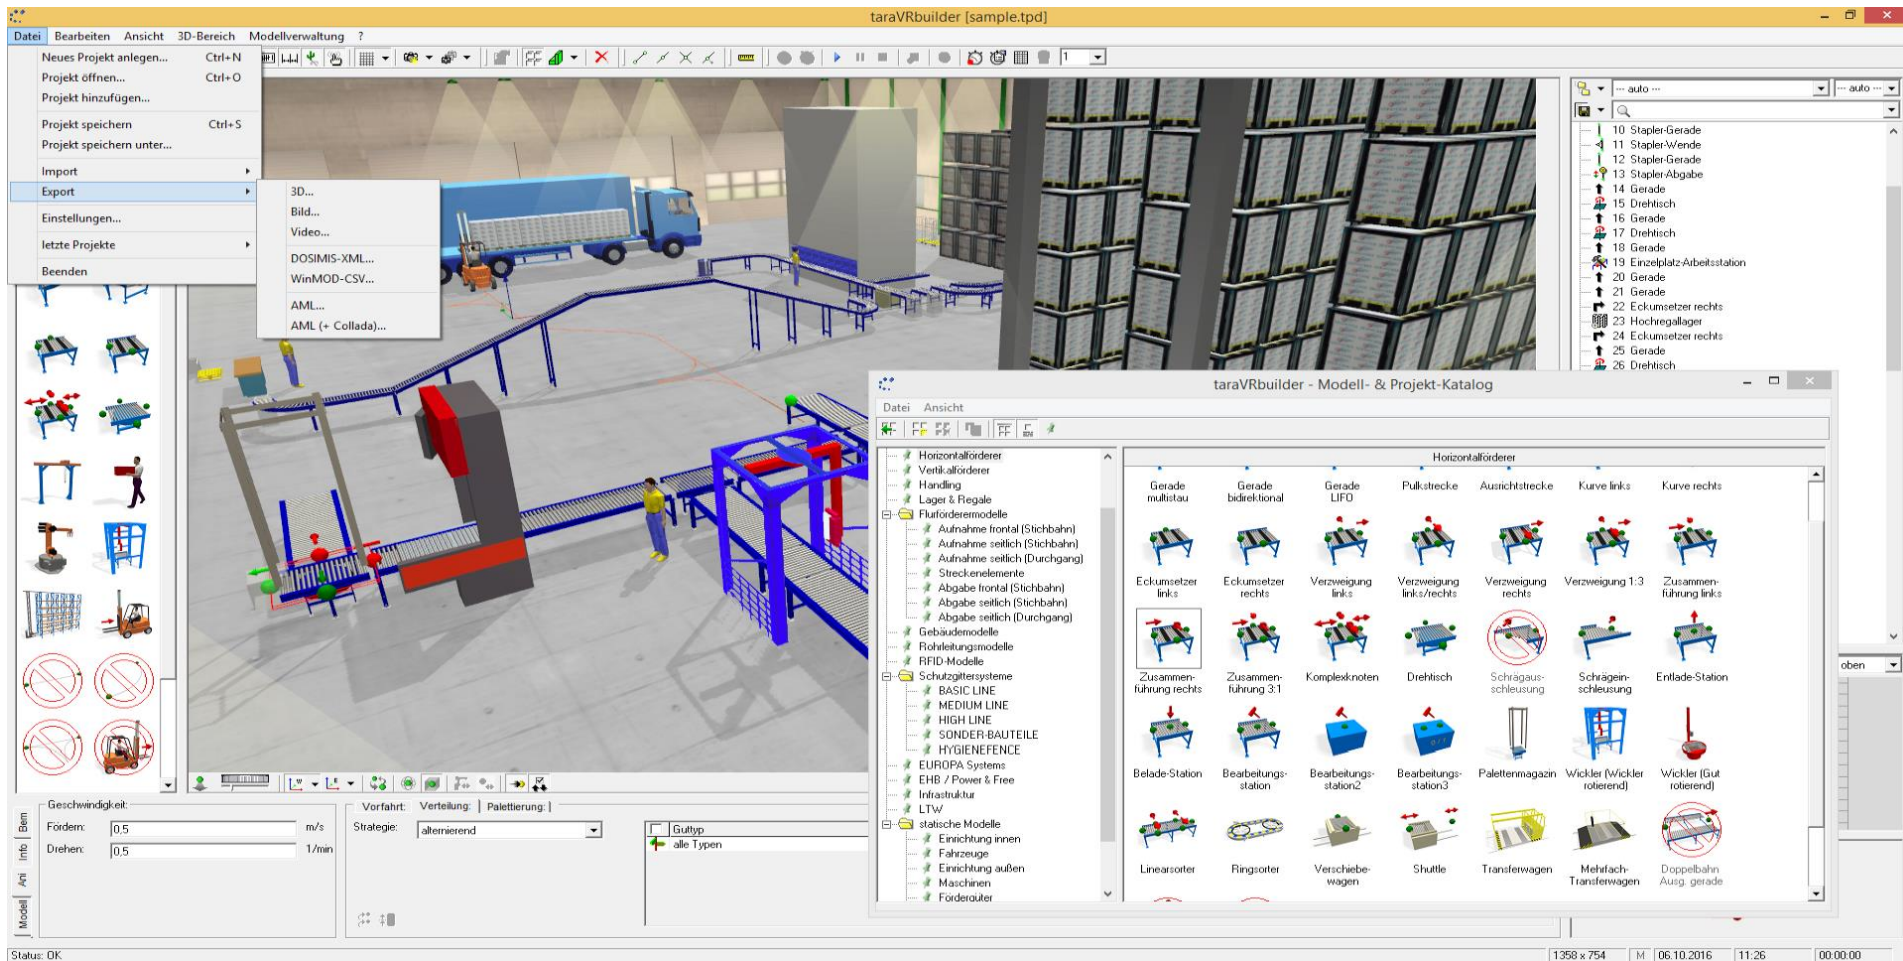 taraVRbuilder [sample.tpd]
Datei Bearbeiten Ansicht 3D-Bereich Modellverwaltung ?
Neues Projekt anlegen... Ctrl+N
Projekt öffnen... Ctrl+O
Projekt hinzufügen...
Projekt speichern Ctrl+S
Projekt speichern unter...
Import
Export
Einstellungen...
letzte Projekte
Beenden
3D...
Bild...
Video...
DOSIMIS-XML...
WinMOD-CSV...
AML...
AML (+ Collada)...
1
--- auto --- --- auto ---
10 Stapler-Gerade
11 Stapler-Wende
12 Stapler-Gerade
13 Stapler-Abgabe
14 Gerade
15 Drehtisch
16 Gerade
17 Drehtisch
18 Gerade
19 Einzelplatz-Arbeitsstation
20 Gerade
21 Gerade
22 Eckumsetzer rechts
23 Hochregallager
24 Eckumsetzer rechts
25 Gerade
26 Drehtisch
oben
taraVRbuilder - Modell- & Projekt-Katalog
Datei Ansicht
Horizontalförderer
Vertikalförderer
Handling
Lager & Regale
Flurförderermodelle
Aufnahme frontal (Stichbahn)
Aufnahme seitlich (Stichbahn)
Aufnahme seitlich (Durchgang)
Streckenelemente
Abgabe frontal (Stichbahn)
Abgabe seitlich (Stichbahn)
Abgabe seitlich (Durchgang)
Gebäudemodelle
Rohrleitungsmodelle
RFID-Modelle
Schutzgittersysteme
BASIC LINE
MEDIUM LINE
HIGH LINE
SONDER-BAUTEILE
HYGIENEFENCE
EUROPA Systems
EHB / Power & Free
Infrastruktur
LTW
statische Modelle
Einrichtung innen
Fahrzeuge
Einrichtung außen
Maschinen
Fördergüter
Horizontalförderer
Gerade multistau
Gerade bidirektional
Gerade LIFO
Pulkstrecke
Ausrichtstrecke
Kurve links
Kurve rechts
Eckumsetzer links
Eckumsetzer rechts
Verzweigung links
Verzweigung links/rechts
Verzweigung rechts
Verzweigung 1:3
Zusammen-
führung links
Zusammen-
führung rechts
Zusammen-
führung 3:1
Komplexknoten
Drehtisch
Schrägaus-
schleusung
Schrägein-
schleusung
Entlade-Station
Belade-Station
Bearbeitungs-
station
Bearbeitungs-
station2
Bearbeitungs-
station3
Palettenmagazin
Wickler (Wickler rotierend)
Wickler (Gut rotierend)
Linearsorter
Ringsorter
Verschiebe-
wagen
Shuttle
Transferwagen
Mehrfach-
Transferwagen
Doppelbahn Ausg. gerade
Bem
Info
Ani
Modell
Geschwindigkeit:
Fördern: 0,5 m/s
Drehen: 0,5 1/min
Vorfahrt: Verteilung: Palettierung:
Strategie: alternierend
Guttyp
alle Typen
Status: OK
1358 x 754 M 06.10.2016 11:26 00:00:00